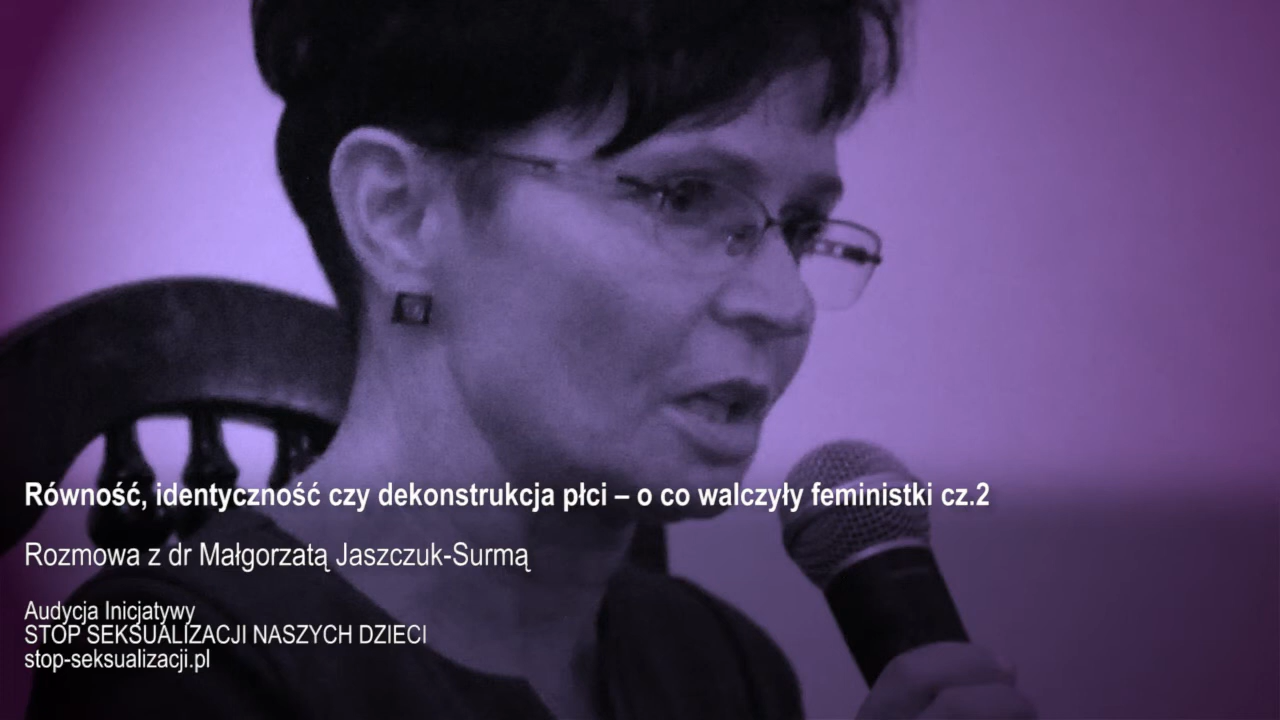 Równość, identyczność czy dekonstrukcja płci – o co walczyły feministki cz.2
Rozmowa z dr Małgorzatą Jaszczuk-Surmą
Audycja Inicjatywy
STOP SEKSUALIZACJI NASZYCH DZIECI
stop-seksualizacji.pl